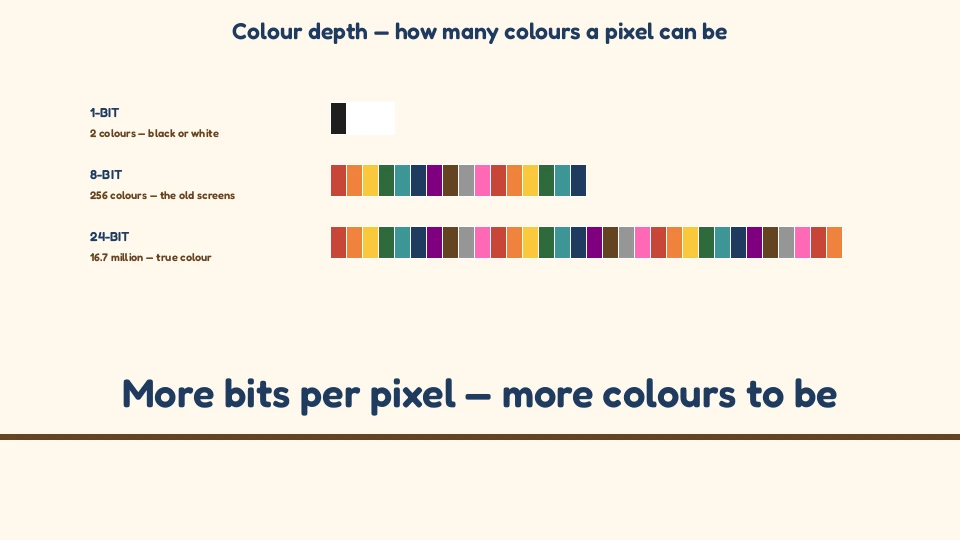 Colour depth — how many colours a pixel can be
1-BIT
2 colours — black or white
8-BIT
256 colours — the old screens
24-BIT
16.7 million — true colour
More bits per pixel — more colours to be